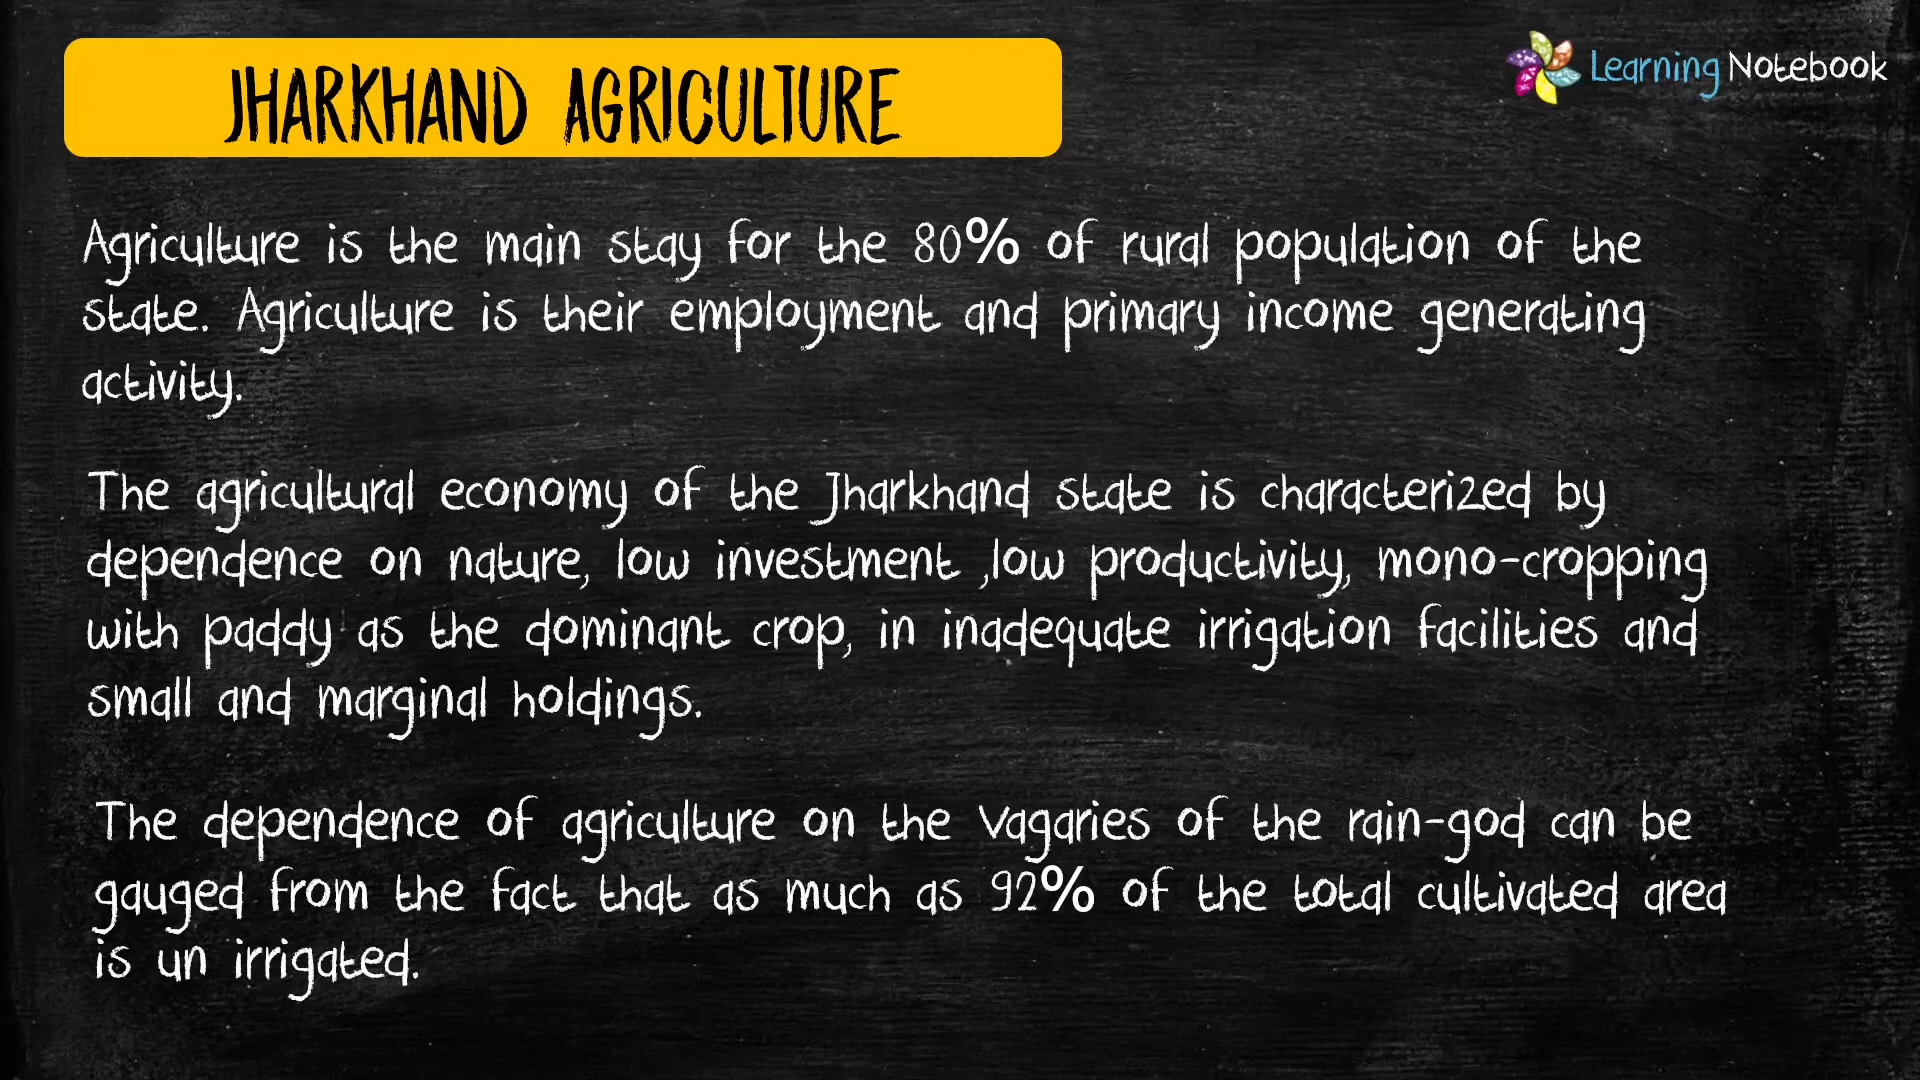 JHARKHAND AGRICULTURE
Learning Notebook
Agriculture is the main stay for the 80% of rural population of the
state. Agriculture is their employment and primary income generating
activity.
The agricultural economy of the Jharkhand state is characterized by
dependence on nature, low investment ,low productivity, mono-cropping
with paddy as the dominant crop, in inadequate irrigation facilities and
small and marginal holdings.
The dependence of agriculture on the vagaries of the rain-god can be
gauged from the fact that as much as 92% of the total cultivated area
is un irrigated.